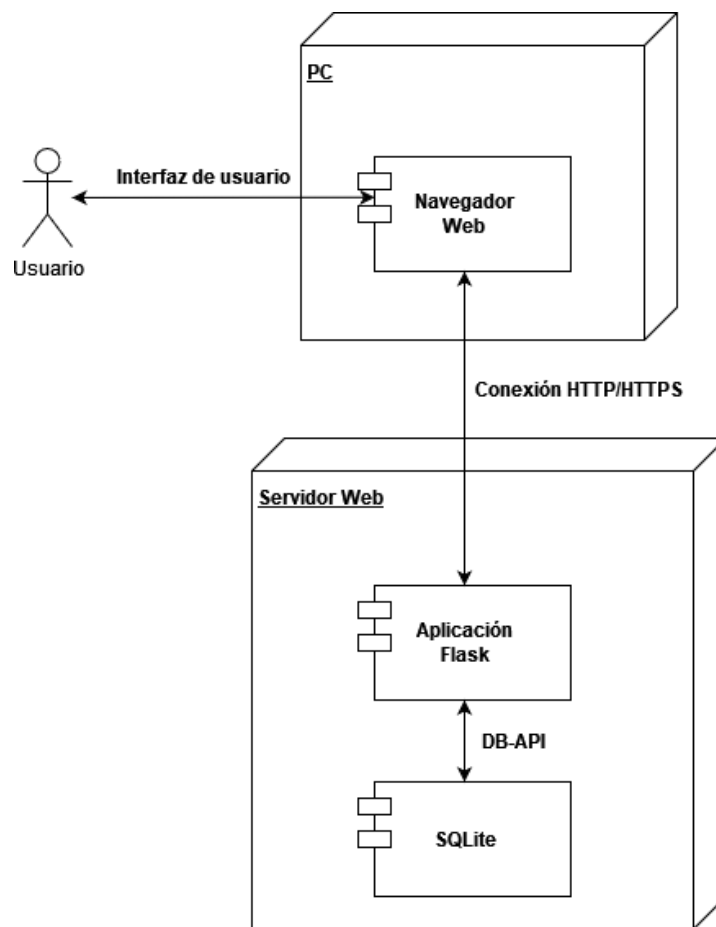 PC
Interfaz de usuario
Navegador
Web
Usuario
Conexión HTTP/HTTPS
Servidor Web
Aplicación
Flask
DB-API
SQLite